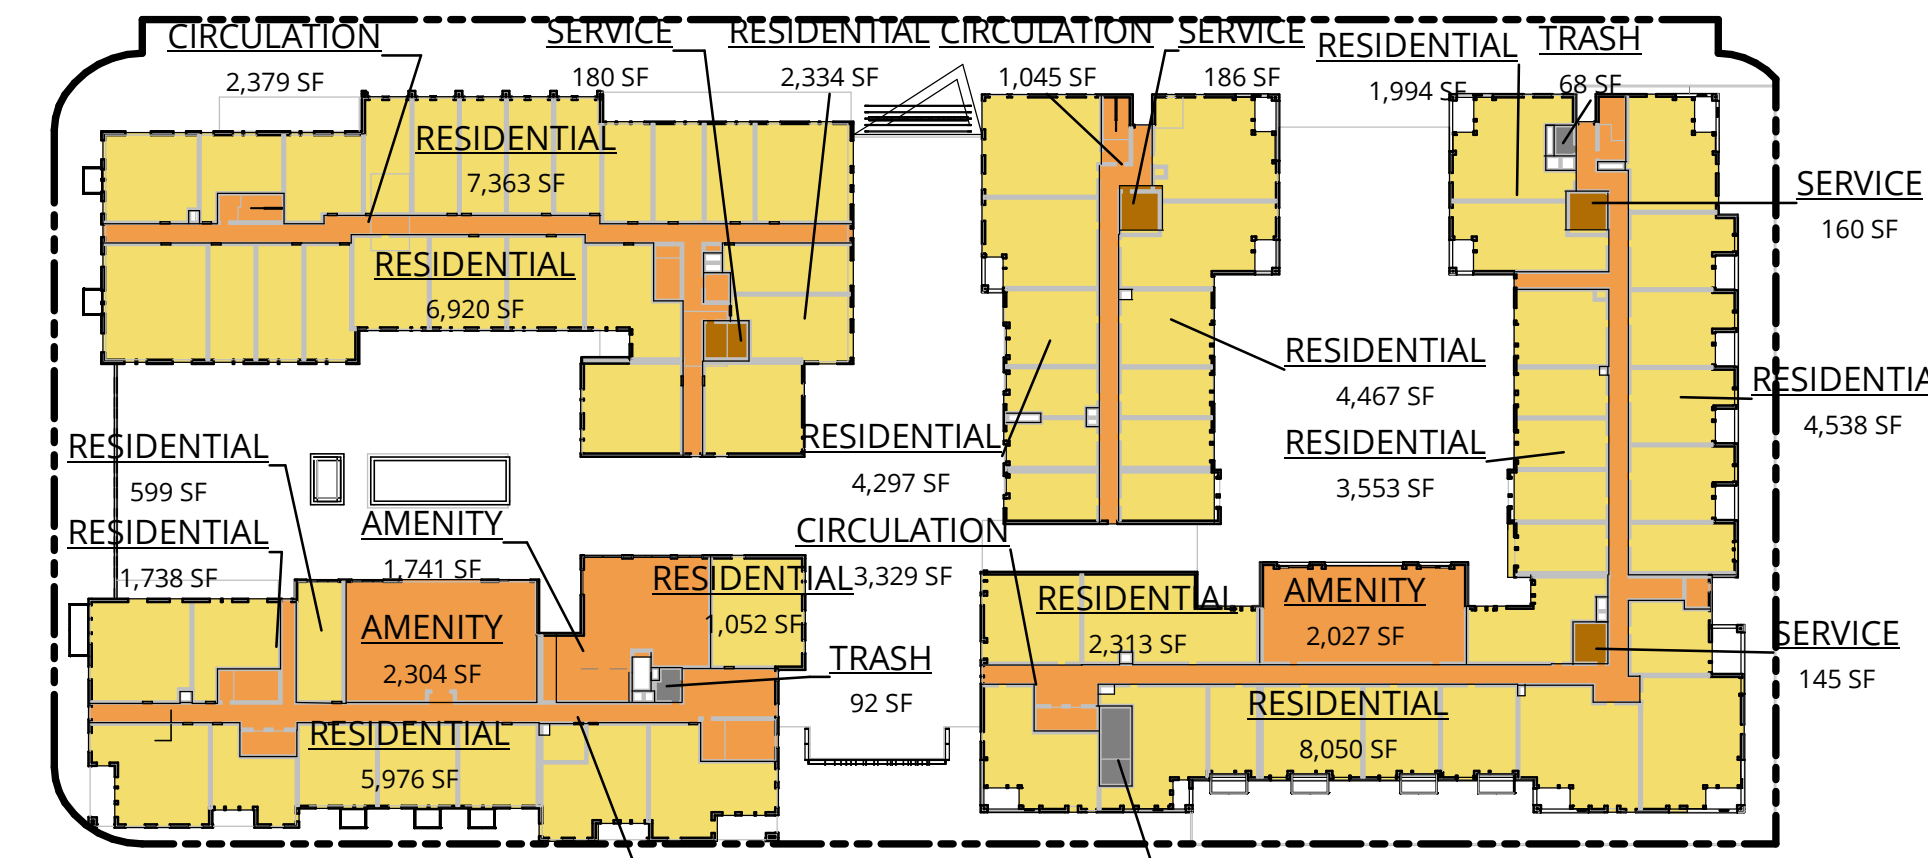 CIRCULATION
2,379 SF
SERVICE
180 SF
RESIDENTIAL
2,334 SF
CIRCULATION
1,045 SF
SERVICE
186 SF
RESIDENTIAL
1,994 SF
TRASH
68 SF
RESIDENTIAL
7,363 SF
SERVICE
160 SF
RESIDENTIAL
6,920 SF
RESIDENTIAL
4,467 SF
RESIDENTIA
4,538 SF
RESIDENTIAL
4,297 SF
RESIDENTIAL
3,553 SF
RESIDENTIAL
599 SF
RESIDENTIAL
1,738 SF
AMENITY
1,741 SF
CIRCULATION
3,329 SF
RESIDENTIAL
1,052 SF
AMENITY
2,304 SF
TRASH
92 SF
RESIDENTIAL
2,313 SF
AMENITY
2,027 SF
SERVICE
145 SF
RESIDENTIAL
5,976 SF
RESIDENTIAL
8,050 SF